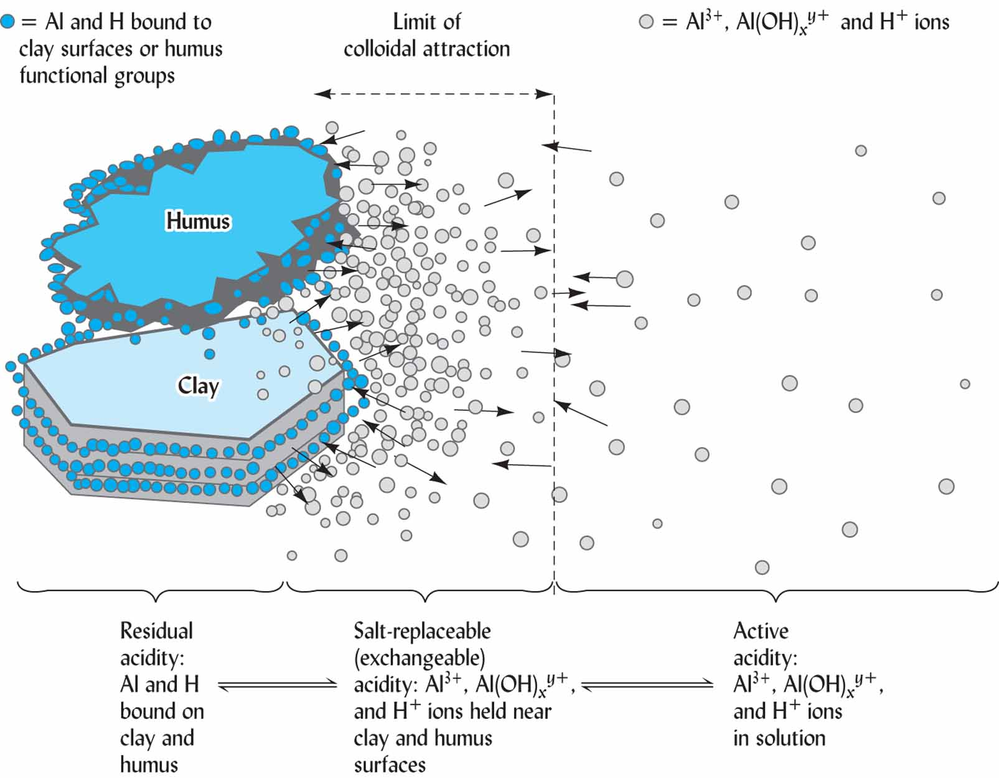 = Al and H bound to
clay surfaces or humus
functional groups
Limit of
colloidal attraction
= Al³⁺, Al(OH)ₓʸ⁺ and H⁺ ions
Humus
Clay
Residual
acidity:
Al and H
bound on
clay and
humus
Salt-replaceable
(exchangeable)
acidity: Al³⁺, Al(OH)ₓʸ⁺,
and H⁺ ions held near
clay and humus
surfaces
Active
acidity:
Al³⁺, Al(OH)ₓʸ⁺,
and H⁺ ions
in solution